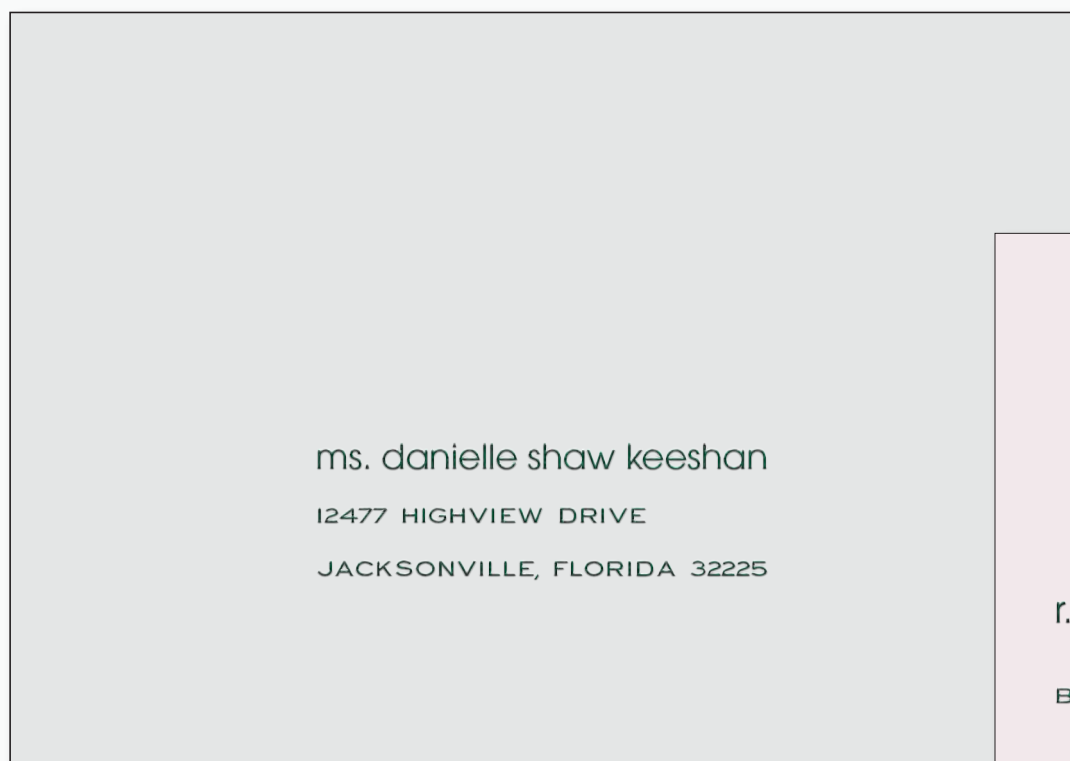 ms. danielle shaw keeshan
12477 HIGHVIEW DRIVE
JACKSONVILLE, FLORIDA 32225
r.